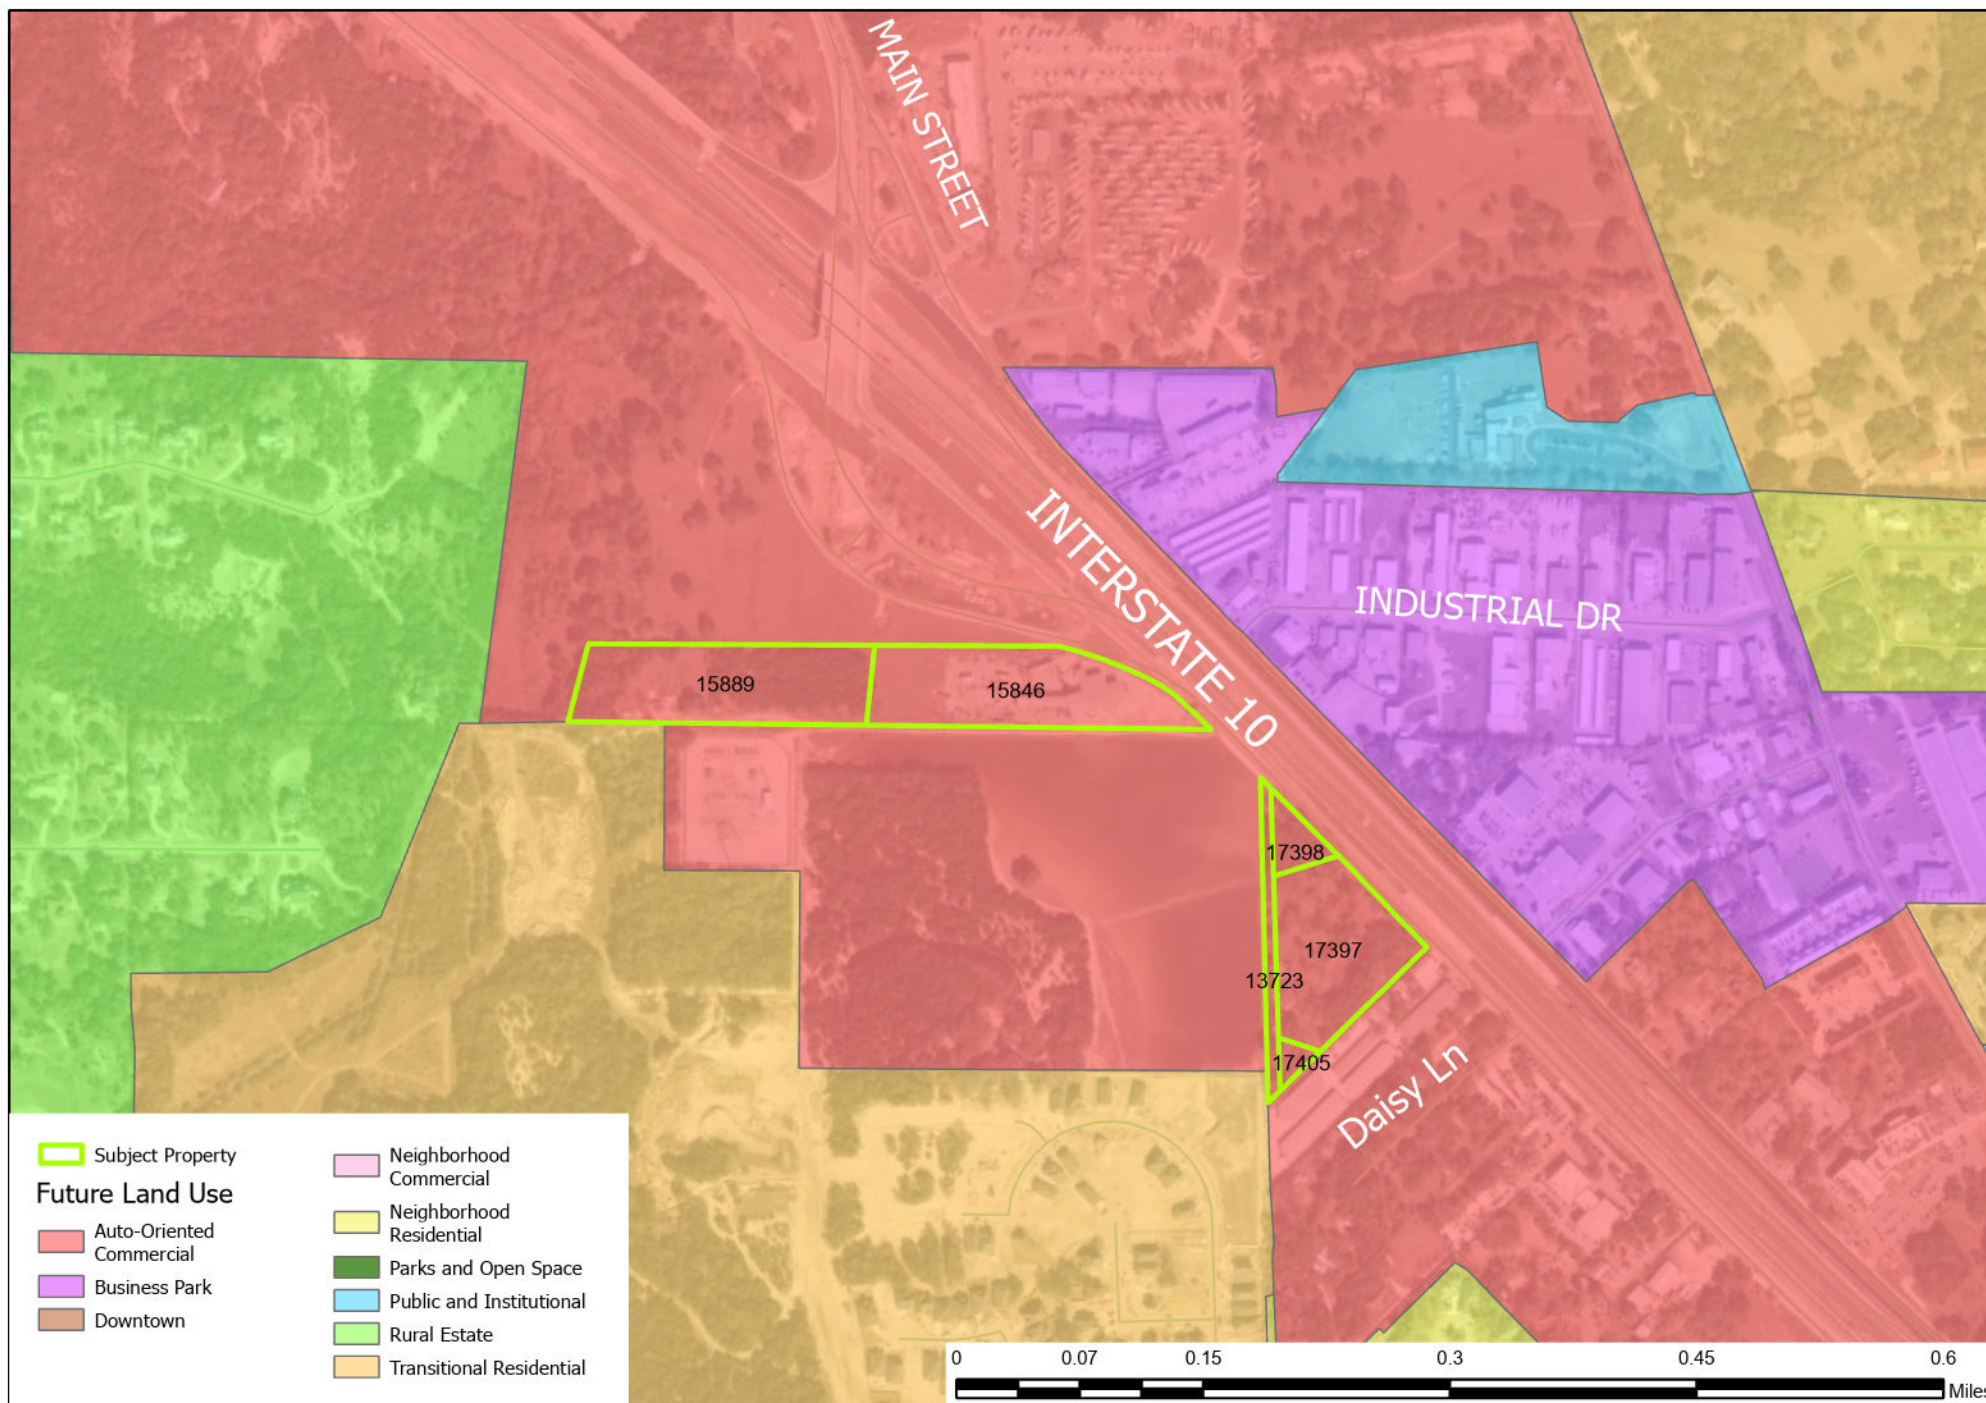 MAIN STREET
INTERSTATE 10
INDUSTRIAL DR
15889
15846
17398
17397
13723
17405
Daisy Ln
Subject Property
Future Land Use
Auto-Oriented
Commercial
Business Park
Downtown
Neighborhood
Commercial
Neighborhood
Residential
Parks and Open Space
Public and Institutional
Rural Estate
Transitional Residential
0 0.07 0.15 0.3 0.45 0.6
Miles